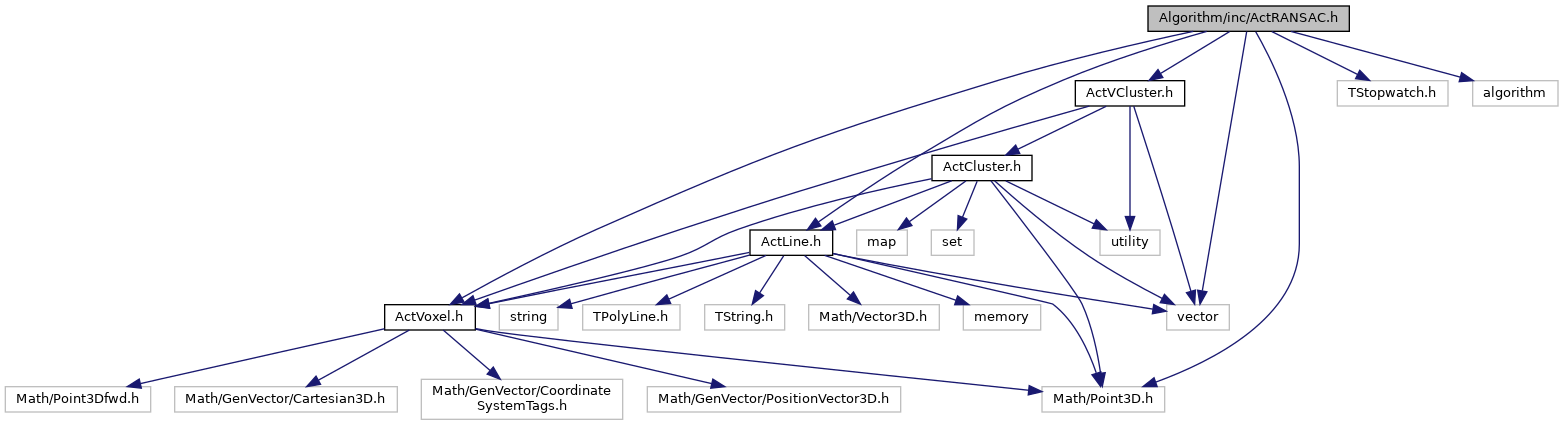 Algorithm/inc/ActRANSAC.h
ActVCluster.h
TStopwatch.h
algorithm
ActCluster.h
ActLine.h
map
set
utility
ActVoxel.h
string
TPolyLine.h
TString.h
Math/Vector3D.h
memory
vector
Math/Point3Dfwd.h
Math/GenVector/Cartesian3D.h
Math/GenVector/Coordinate
SystemTags.h
Math/GenVector/PositionVector3D.h
Math/Point3D.h